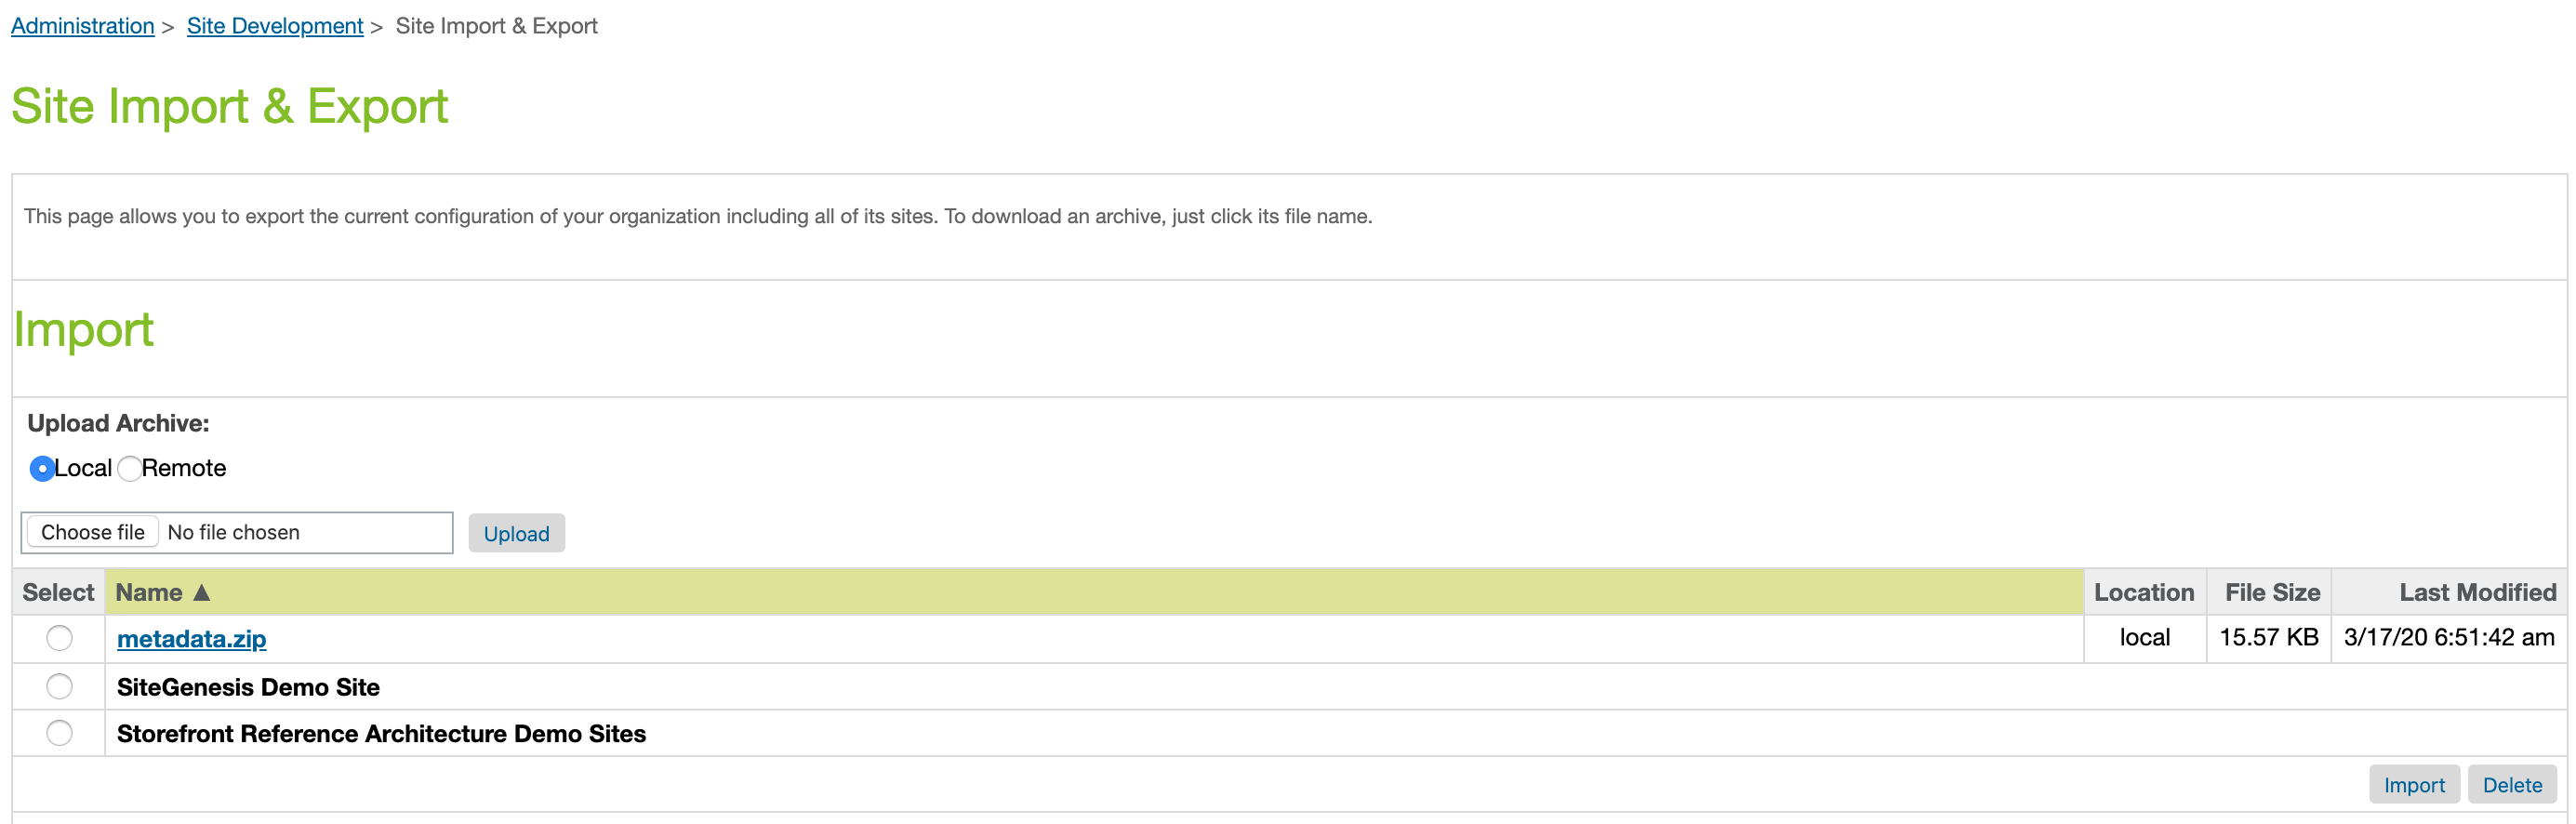 Administration > Site Development > Site Import & Export
Site Import & Export
This page allows you to export the current configuration of your organization including all of its sites. To download an archive, just click its file name.
Import
Upload Archive:
Local Remote
Choose file No file chosen Upload
Select Name ▲ Location File Size Last Modified
metadata.zip local 15.57 KB 3/17/20 6:51:42 am
SiteGenesis Demo Site
Storefront Reference Architecture Demo Sites
Import Delete